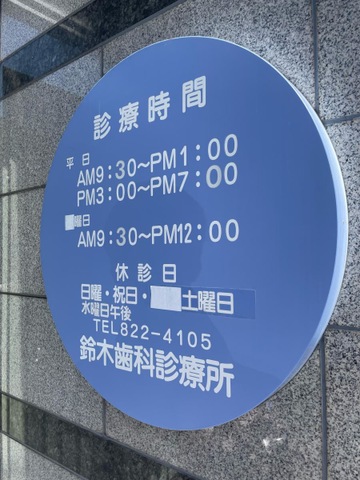 診療時間
平日
AM9:30～PM1:00
PM3:00～PM7:00
曜日
AM9:30～PM12:00
休診日
日曜・祝日・ 土曜日
水曜日午後
TEL822-4105
鈴木歯科診療所